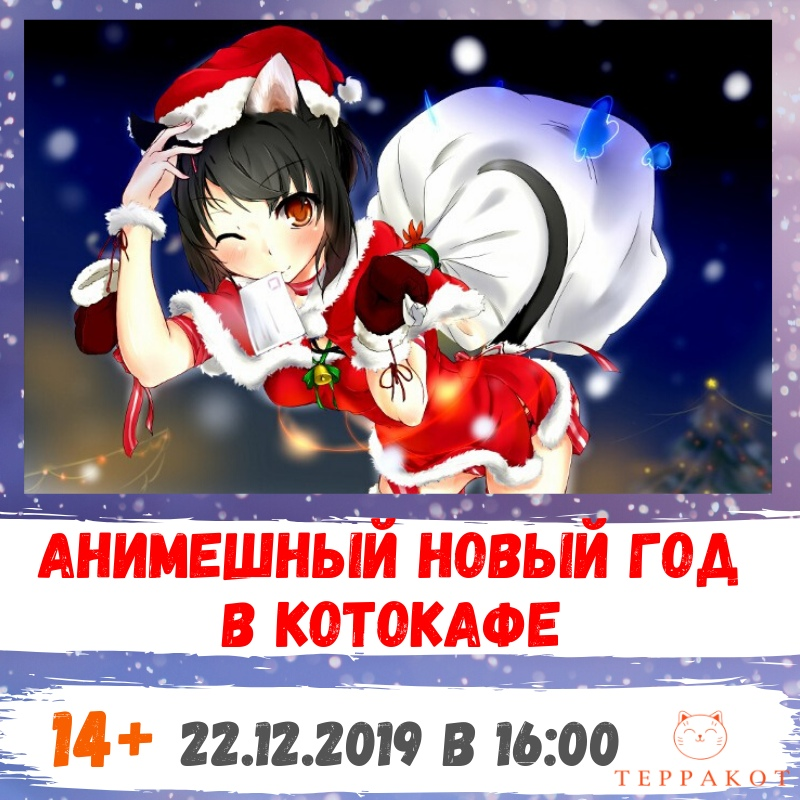 АНИМЕШНЫЙ НОВЫЙ ГОД
В КОТОКАФЕ
14+ 22.12.2019 В 16:00
ТЕРРАКОТ